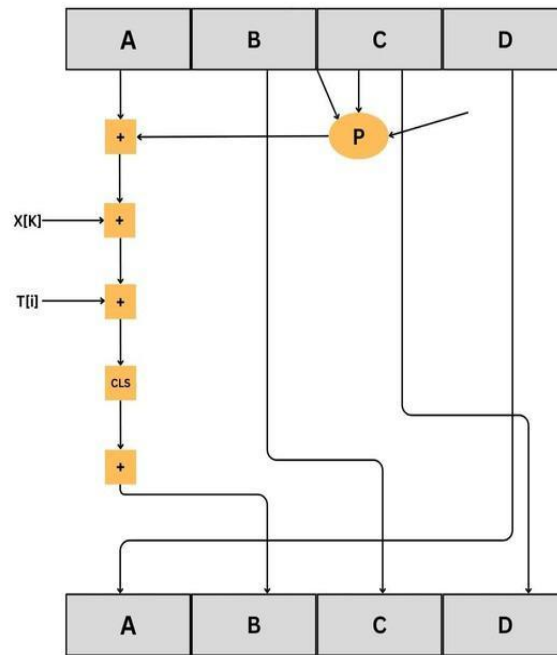 A B C D
+ P
X[K] +
T[i] +
CLS
+
A B C D